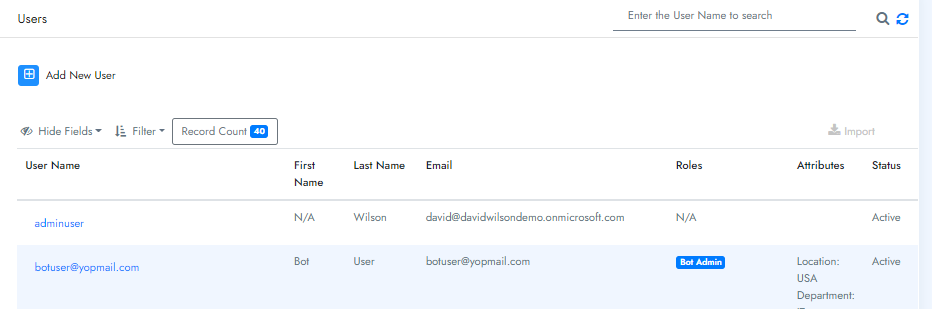 Users
Enter the User Name to search
Add New User
Hide Fields Filter Record Count 40 Import
User Name First Name Last Name Email Roles Attributes Status
adminuser N/A Wilson david@davidwilsondemo.onmicrosoft.com N/A Active
botuser@yopmail.com Bot User botuser@yopmail.com Bot Admin Location: Active
USA
Department: